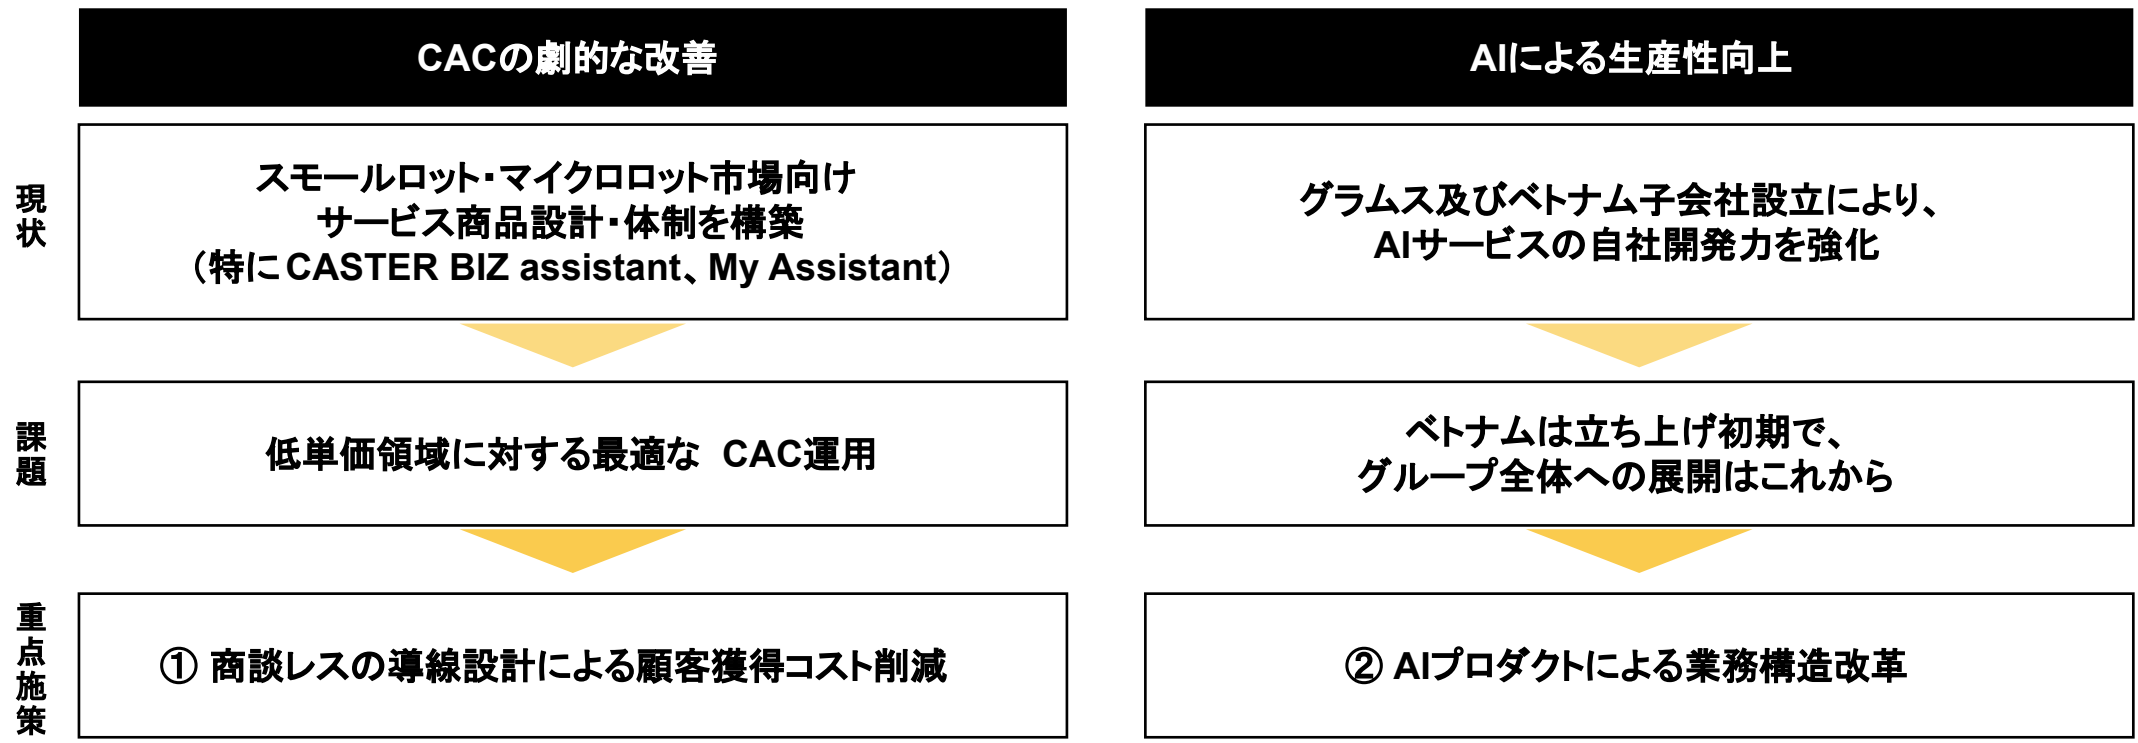 CACの劇的な改善
AIによる生産性向上
現状
スモールロット・マイクロロット市場向け
サービス商品設計・体制を構築
（特にCASTER BIZ assistant、My Assistant）
グラムス及びベトナム子会社設立により、
AIサービスの自社開発力を強化
課題
低単価領域に対する最適な CAC運用
ベトナムは立ち上げ初期で、
グループ全体への展開はこれから
重点施策
① 商談レスの導線設計による顧客獲得コスト削減
② AIプロダクトによる業務構造改革